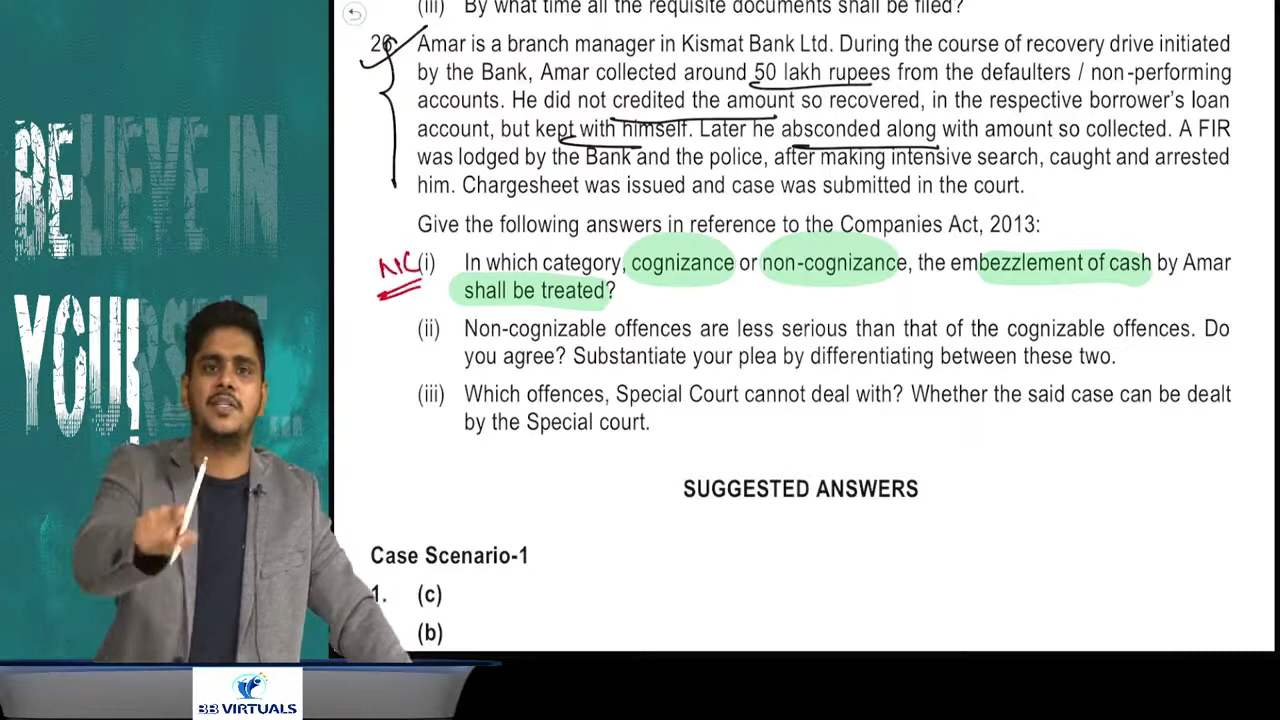 (iii) By what time all the requisite documents shall be filed?
26. Amar is a branch manager in Kismat Bank Ltd. During the course of recovery drive initiated
by the Bank, Amar collected around 50 lakh rupees from the defaulters / non-performing
accounts. He did not credited the amount so recovered, in the respective borrower's loan
account, but kept with himself. Later he absconded along with amount so collected. A FIR
was lodged by the Bank and the police, after making intensive search, caught and arrested
him. Chargesheet was issued and case was submitted in the court.
Give the following answers in reference to the Companies Act, 2013:
(i) In which category, cognizance or non-cognizance, the embezzlement of cash by Amar
shall be treated?
(ii) Non-cognizable offences are less serious than that of the cognizable offences. Do
you agree? Substantiate your plea by differentiating between these two.
(iii) Which offences, Special Court cannot deal with? Whether the said case can be dealt
by the Special court.
SUGGESTED ANSWERS
Case Scenario-1
1. (c)
(b)
BELIEVE IN
BB VIRTUALS